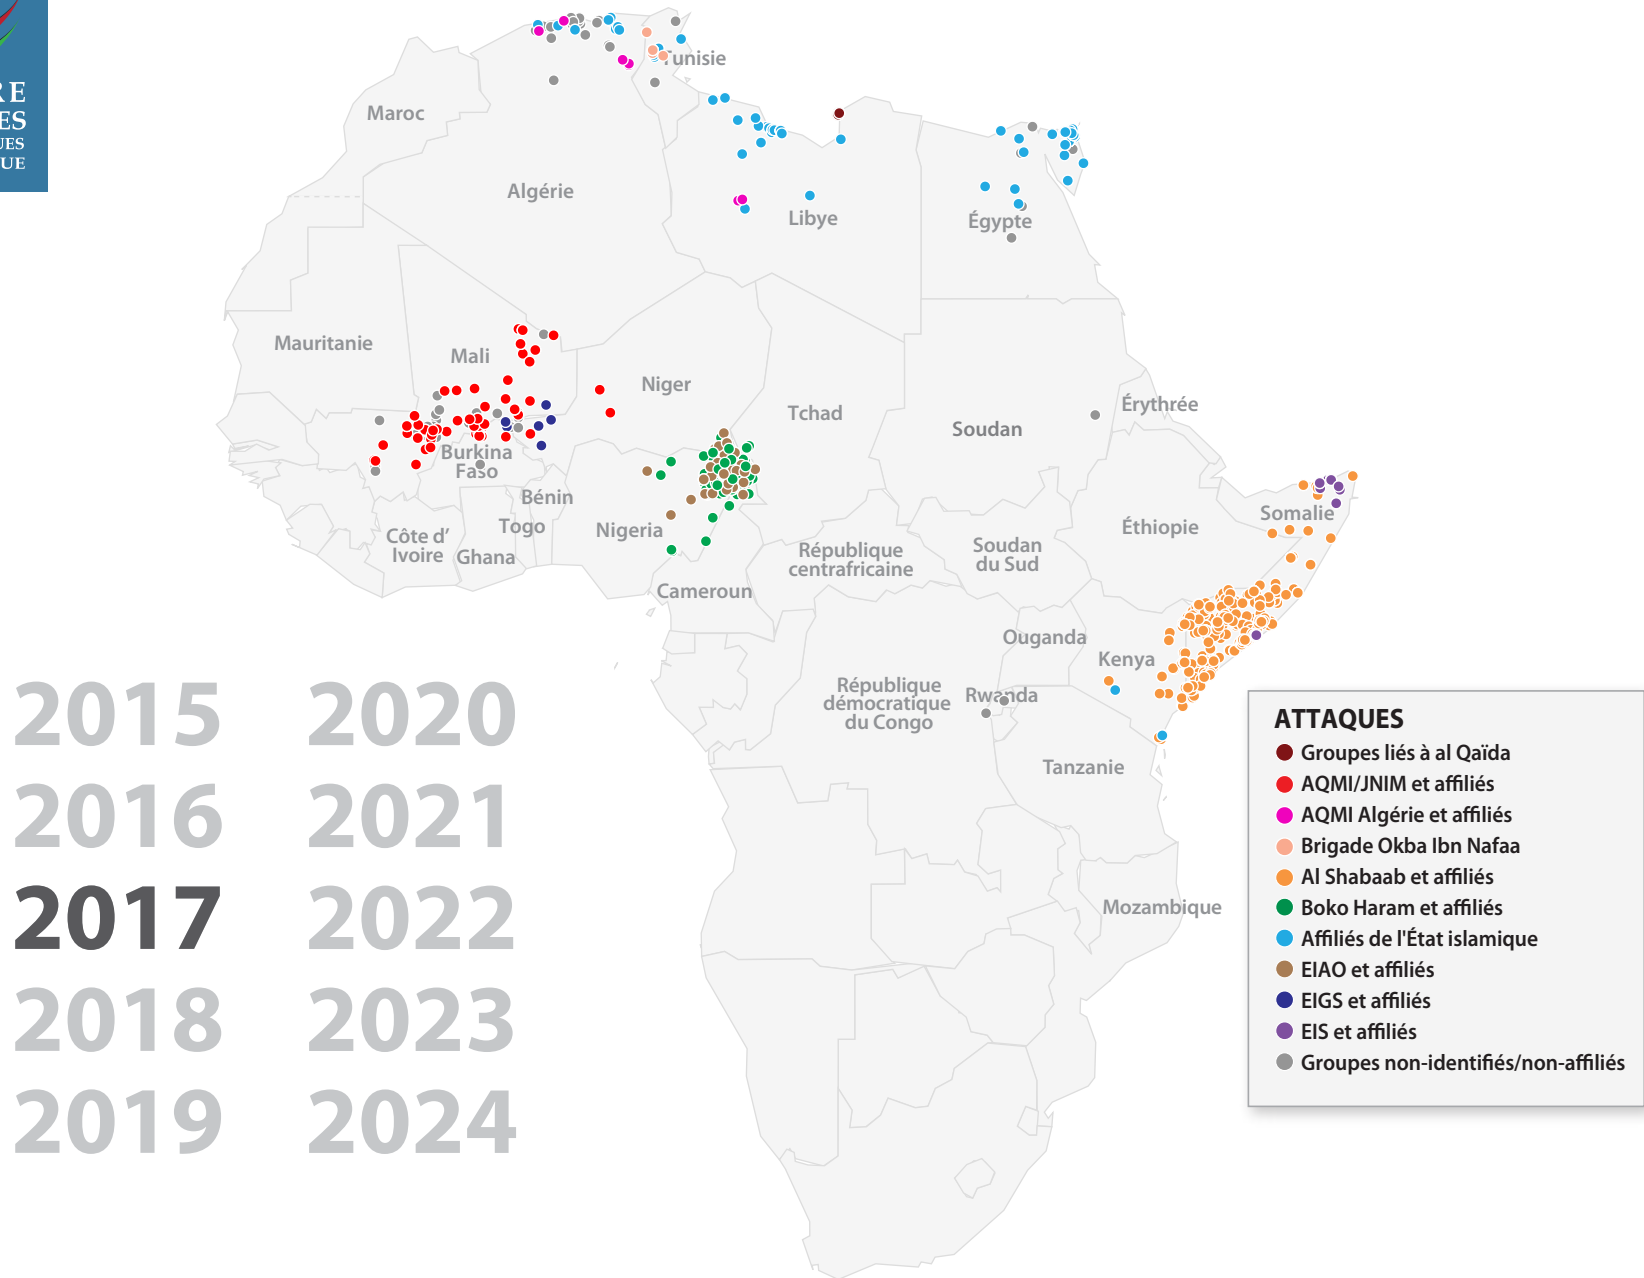 RE
ES
UES
UE
Tunisie
Maroc
Algérie
Libye
Égypte
Mauritanie
Mali
Niger
Tchad
Soudan
Érythrée
Burkina
Faso
Bénin
Togo
Nigeria
Côte d’
Ivoire
Ghana
Cameroun
République
centrafricaine
Soudan
du Sud
Éthiopie
Somalie
Ouganda
Kenya
République
démocratique
du Congo
Rwanda
Tanzanie
Mozambique
2015 2020
2016 2021
2017 2022
2018 2023
2019 2024
ATTAQUES
Groupes liés à al Qaïda
AQMI/JNIM et affiliés
AQMI Algérie et affiliés
Brigade Okba Ibn Nafaa
Al Shabaab et affiliés
Boko Haram et affiliés
Affiliés de l'État islamique
EIAO et affiliés
EIGS et affiliés
EIS et affiliés
Groupes non-identifiés/non-affiliés